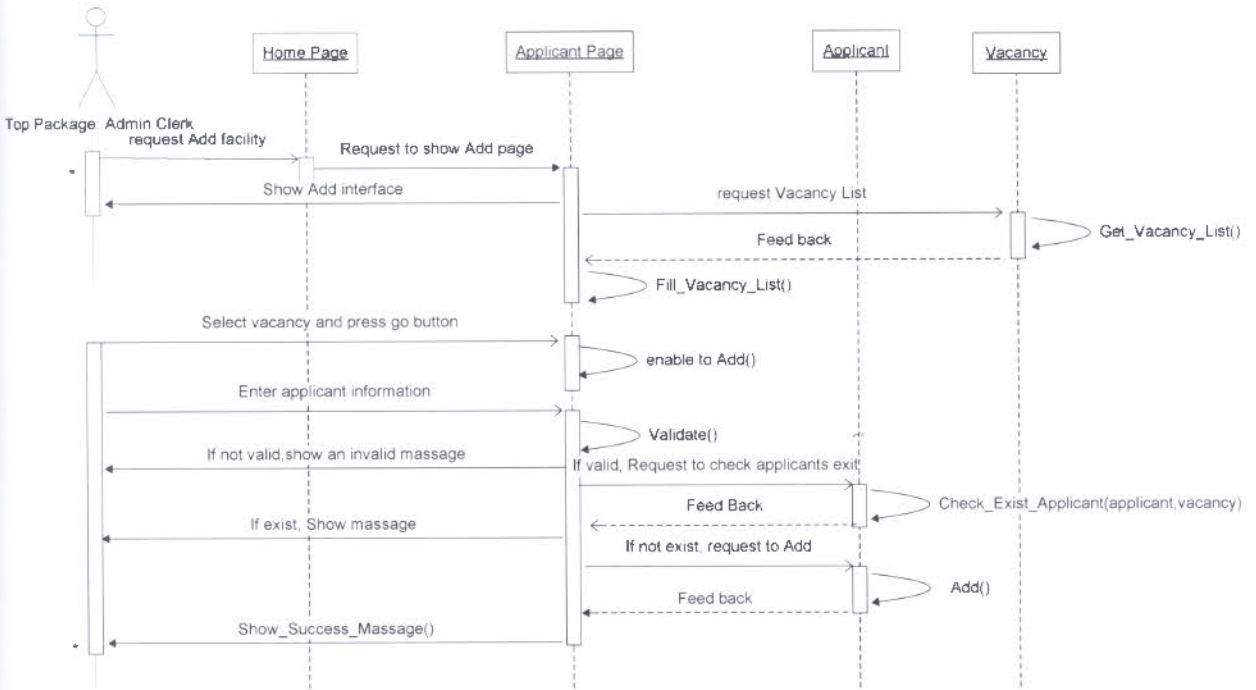 Home Page
Applicant Page
Applicant
Vacancy
Top Package_Admin Clerk
request Add facility
Request to show Add page
Show Add interface
request Vacancy List
Get_Vacancy_List()
Feed back
Fill_Vacancy_List()
Select vacancy and press go button
enable to Add()
Enter applicant information
Validate()
If not valid,show an invalid massage
If valid, Request to check applicants exit
Feed Back
Check_Exist_Applicant(applicant,vacancy)
If exist, Show massage
If not exist, request to Add
Add()
Feed back
Show_Success_Massage()